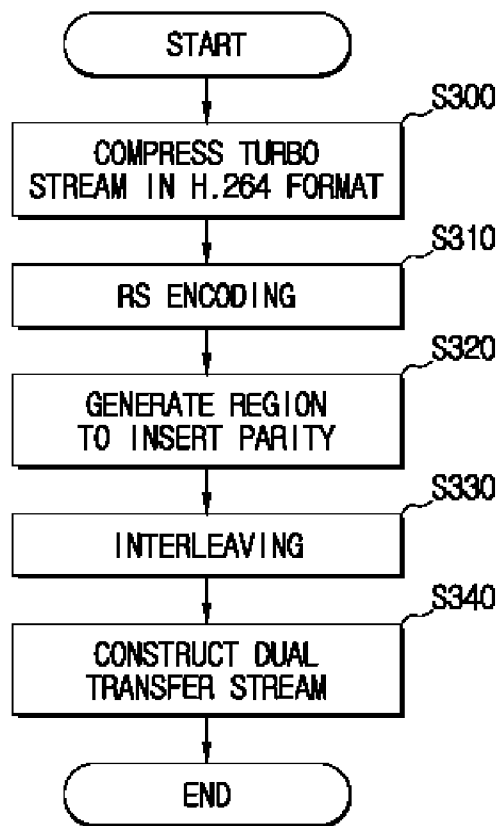 START
S300
COMPRESS TURBO
STREAM IN H.264 FORMAT
S310
RS ENCODING
S320
GENERATE REGION
TO INSERT PARITY
S330
INTERLEAVING
S340
CONSTRUCT DUAL
TRANSFER STREAM
END